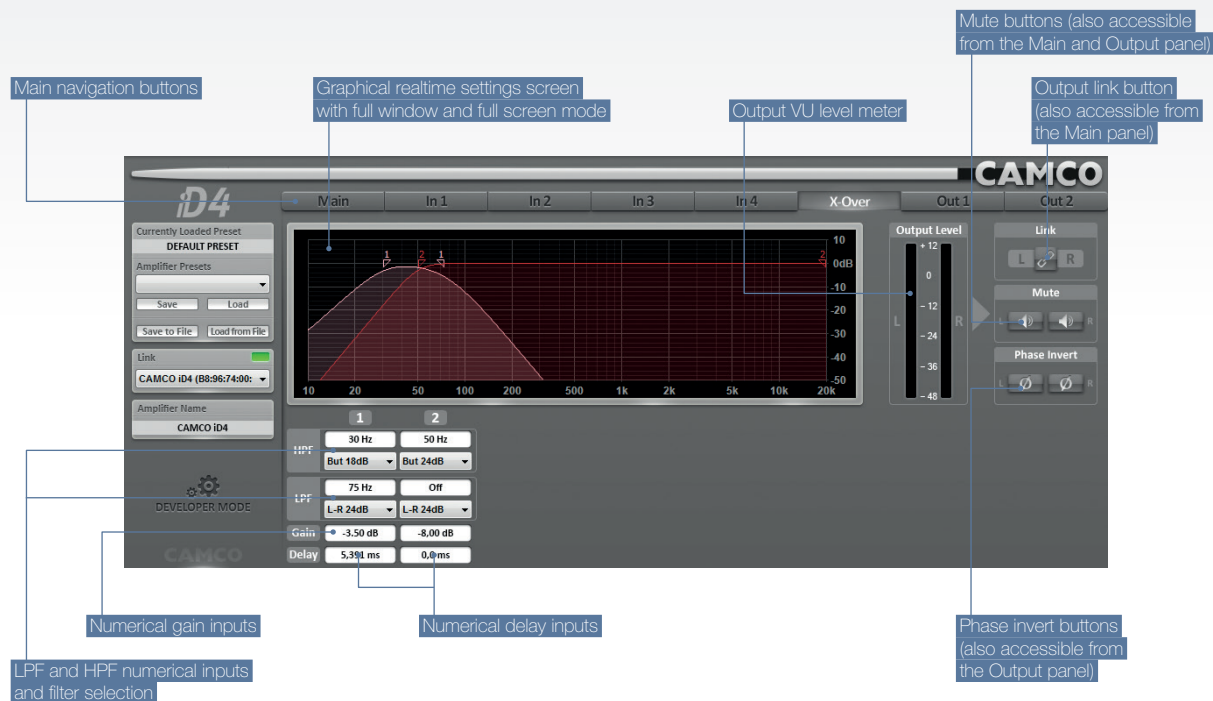 Mute buttons (also accessible
from the Main and Output panel)
Main navigation buttons
Graphical realtime settings screen
with full window and full screen mode
Output VU level meter
Output link button
(also accessible from
the Main panel)
CAMCO
iD4
Main
In 1
In 2
In 3
In 4
X-Over
Out 1
Out 2
Currently Loaded Preset
DEFAULT PRESET
Amplifier Presets
Save
Load
Save to File
Load from File
Link
CAMCO iD4 (B8:96:74:00:
Amplifier Name
CAMCO iD4
DEVELOPER MODE
CAMCO
1
2
1
2
10
0dB
-10
-20
-30
-40
-50
10
20
50
100
200
500
1k
2k
5k
10k
20k
Output Level
+ 12
0
- 12
- 24
- 36
- 48
L
R
Link
L
R
Mute
L
R
Phase Invert
L
Ø
Ø
R
1
2
HPF
30 Hz
50 Hz
But 18dB
But 24dB
LPF
75 Hz
Off
L-R 24dB
L-R 24dB
Gain
-3.50 dB
-8,00 dB
Delay
5,391 ms
0,0 ms
Numerical gain inputs
Numerical delay inputs
LPF and HPF numerical inputs
and filter selection
Phase invert buttons
(also accessible from
the Output panel)